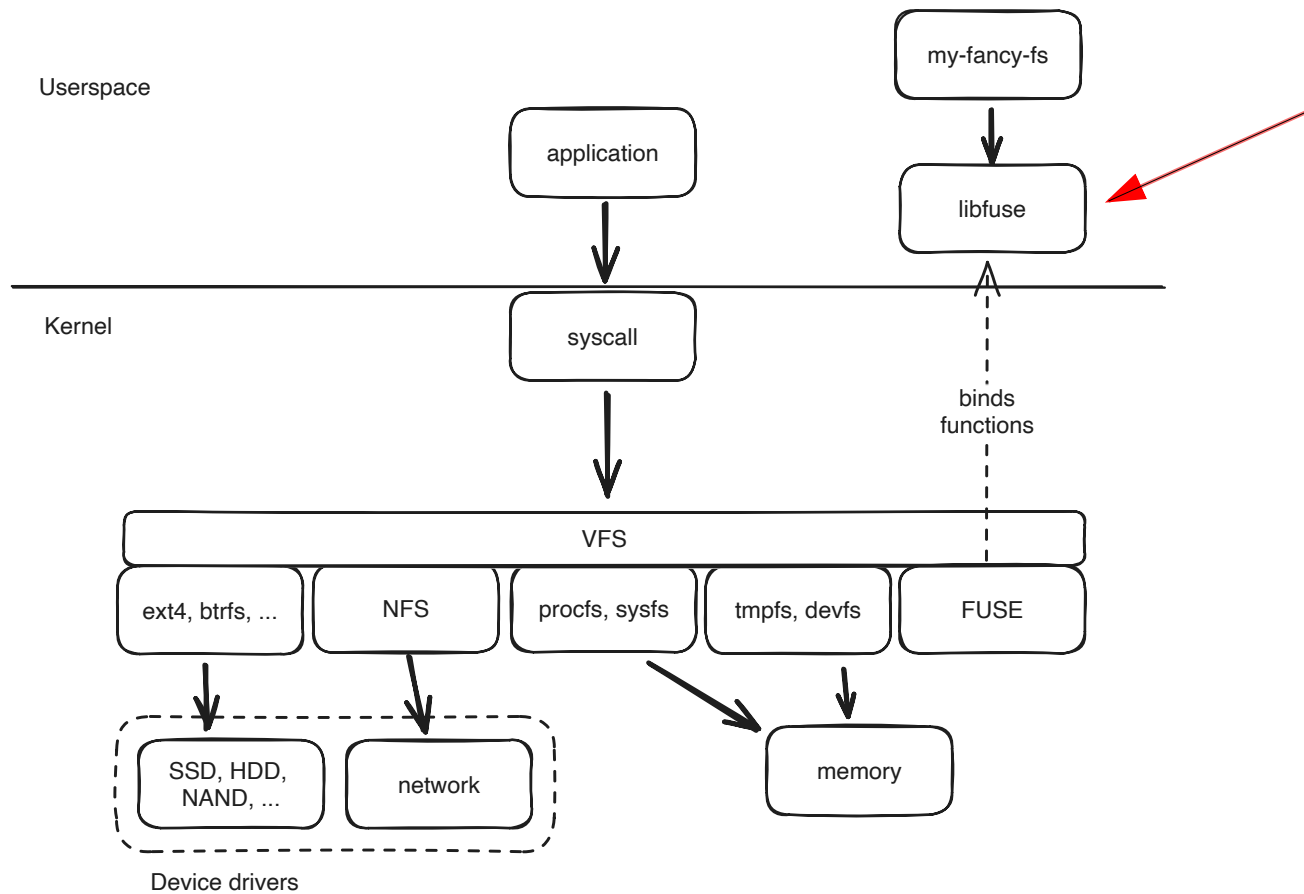 my-fancy-fs
Userspace
application
libfuse
Kernel
syscall
binds
functions
VFS
ext4, btrfs, ...
NFS
procfs, sysfs
tmpfs, devfs
FUSE
SSD, HDD,
NAND, ...
network
memory
Device drivers